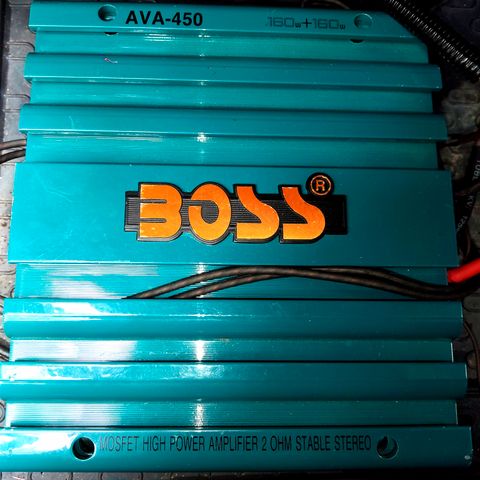 AVA-450
160w+160w
BOSS®
MOSFET HIGH POWER AMPLIFIER 2 OHM STABLE STEREO